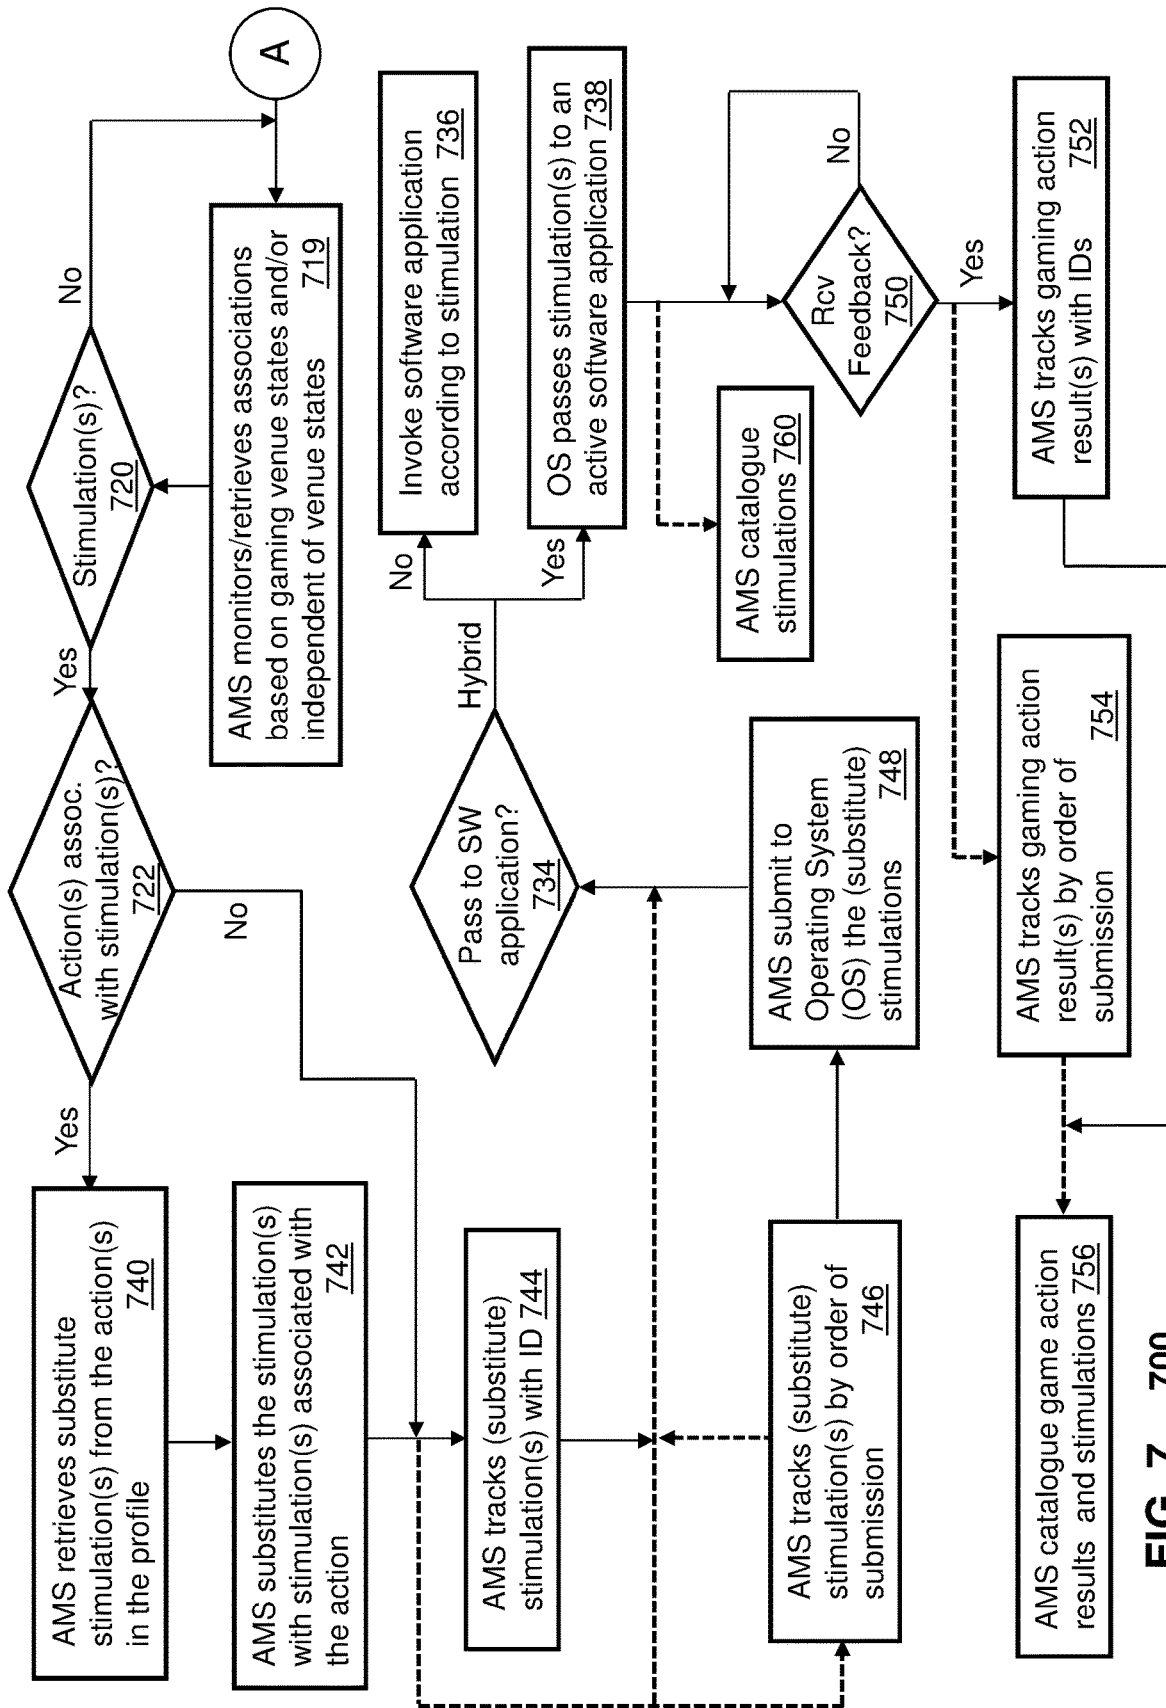 A
AMS monitors/retrieves associations
based on gaming venue states and/or
independent of venue states 719
Stimulation(s)?
720
No
Yes
Action(s) assoc.
with stimulation(s)?
722
No
Yes
AMS retrieves substitute
stimulation(s) from the action(s)
in the profile 740
AMS substitutes the stimulation(s)
with stimulation(s) associated with
the action 742
AMS tracks (substitute)
stimulation(s) with ID 744
AMS tracks (substitute)
stimulation(s) by order of
submission 746
AMS submit to
Operating System
(OS) the (substitute)
stimulations 748
Pass to SW
application?
734
Hybrid
No
Yes
Invoke software application
according to stimulation 736
OS passes stimulation(s) to an
active software application 738
AMS catalogue
stimulations 760
Rcv
Feedback?
750
No
Yes
AMS tracks gaming action
result(s) with IDs 752
AMS tracks gaming action
result(s) by order of
submission 754
AMS catalogue game action
results and stimulations 756
FIG. 7 700